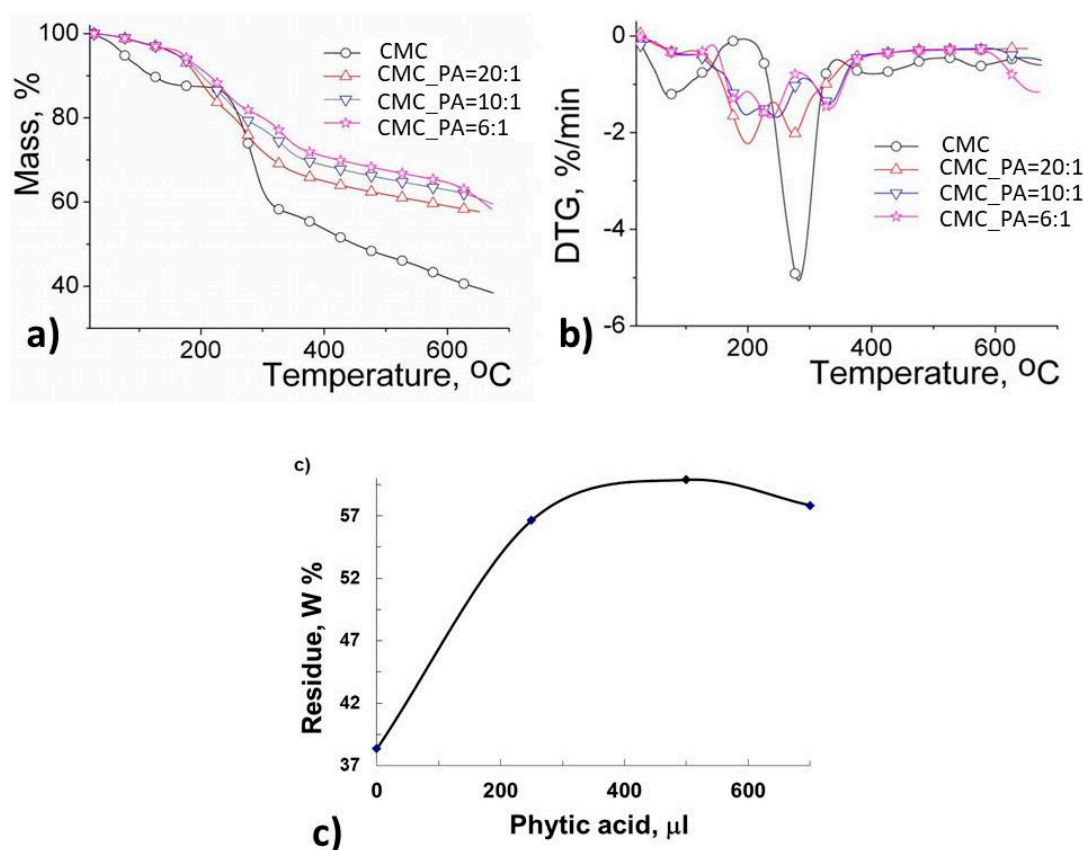 100
80
60
40
Mass, %
CMC
CMC_PA=20:1
CMC_PA=10:1
CMC_PA=6:1
200 400 600
Temperature, ºC
a)
0
-2
-4
-6
DTG, %/min
CMC
CMC_PA=20:1
CMC_PA=10:1
CMC_PA=6:1
200 400 600
Temperature, ºC
b)
c)
57
52
47
42
37
Residue, W %
0 200 400 600
Phytic acid, μl
c)